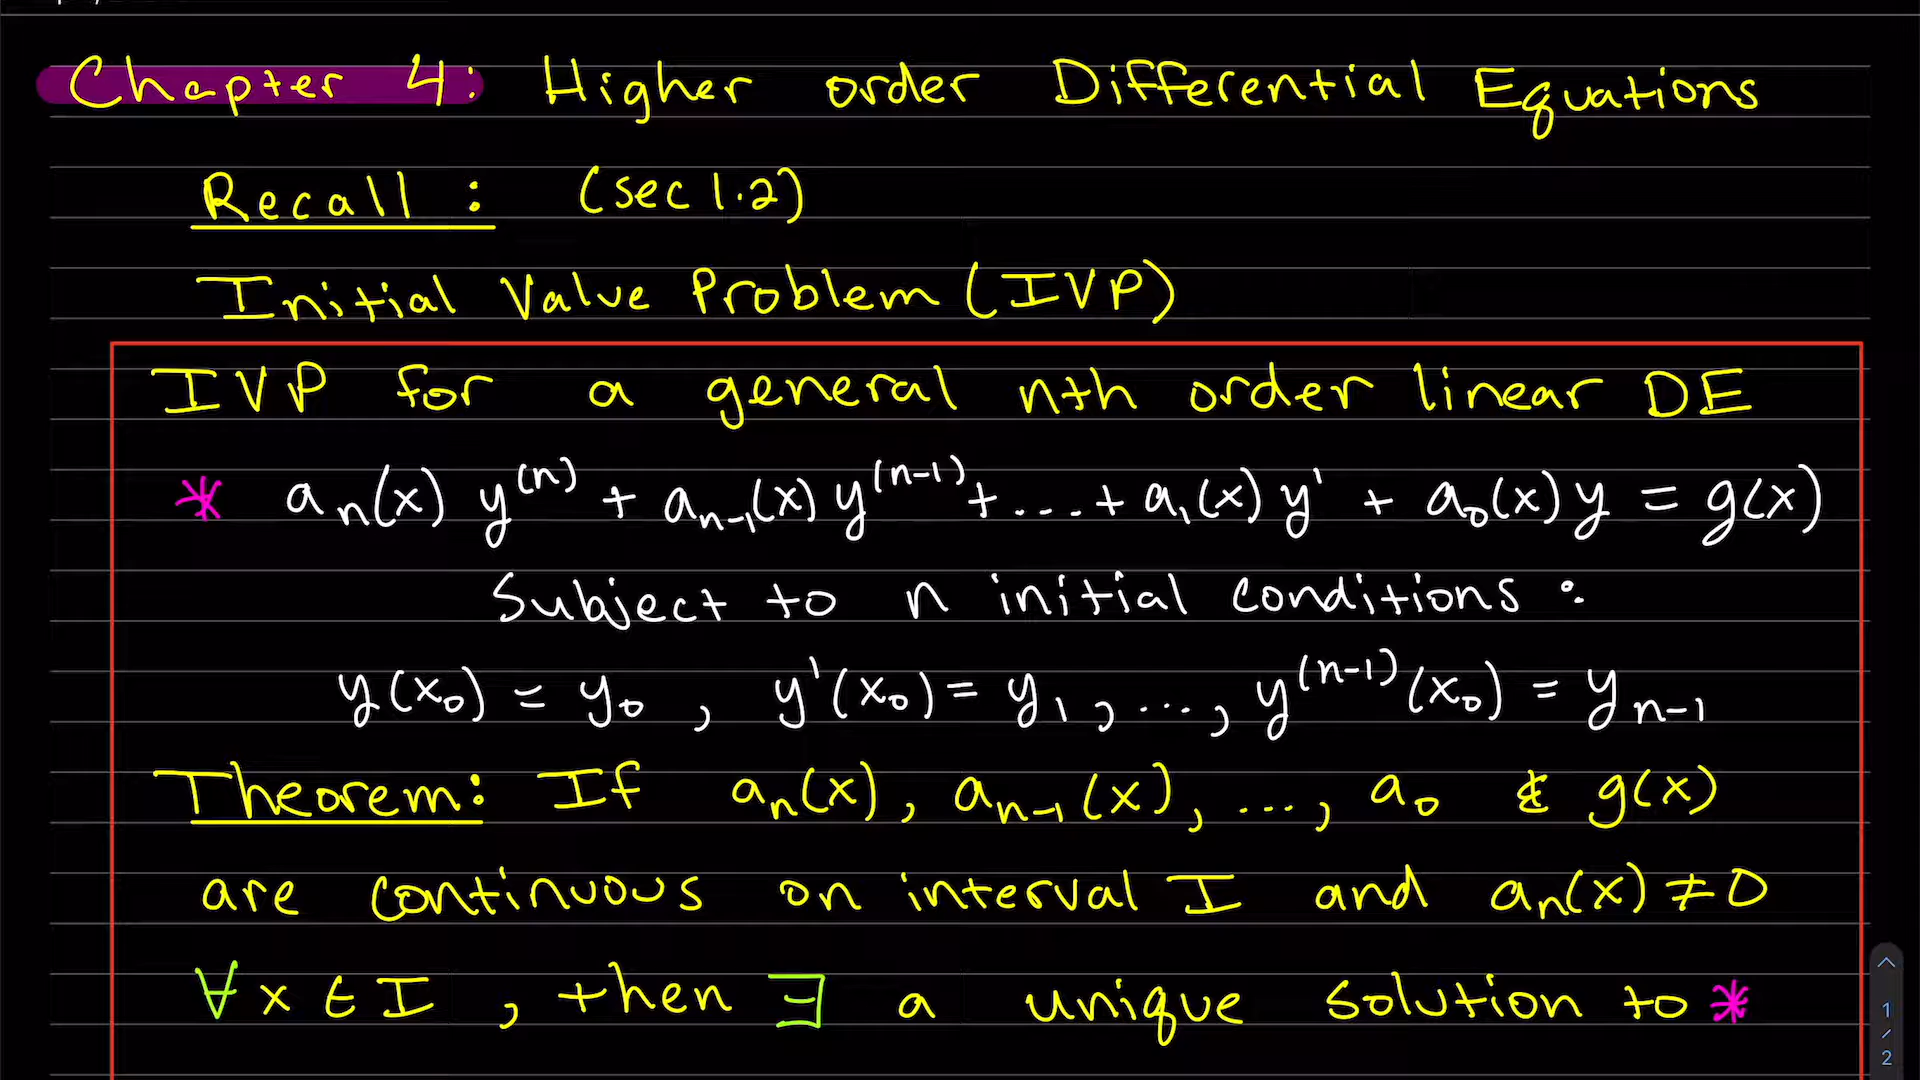 Chapter 4: Higher order Differential Equations
Recall : (sec 1.2)
Initial Value Problem (IVP)
IVP for a general nth order linear DE
* aₙ(x) y⁽ⁿ⁾ + aₙ₋₁(x) y⁽ⁿ⁻¹⁾ + ... + a₁(x) y' + a₀(x) y = g(x)
Subject to n initial conditions :
y(x₀) = y₀ , y'(x₀) = y₁ , ... , y⁽ⁿ⁻¹⁾(x₀) = yₙ₋₁
Theorem: If aₙ(x), aₙ₋₁(x), ..., a₀ & g(x)
are continuous on interval I and aₙ(x) ≠ 0
∀ x ∈ I , then ∃ a unique solution to *
1
/
2